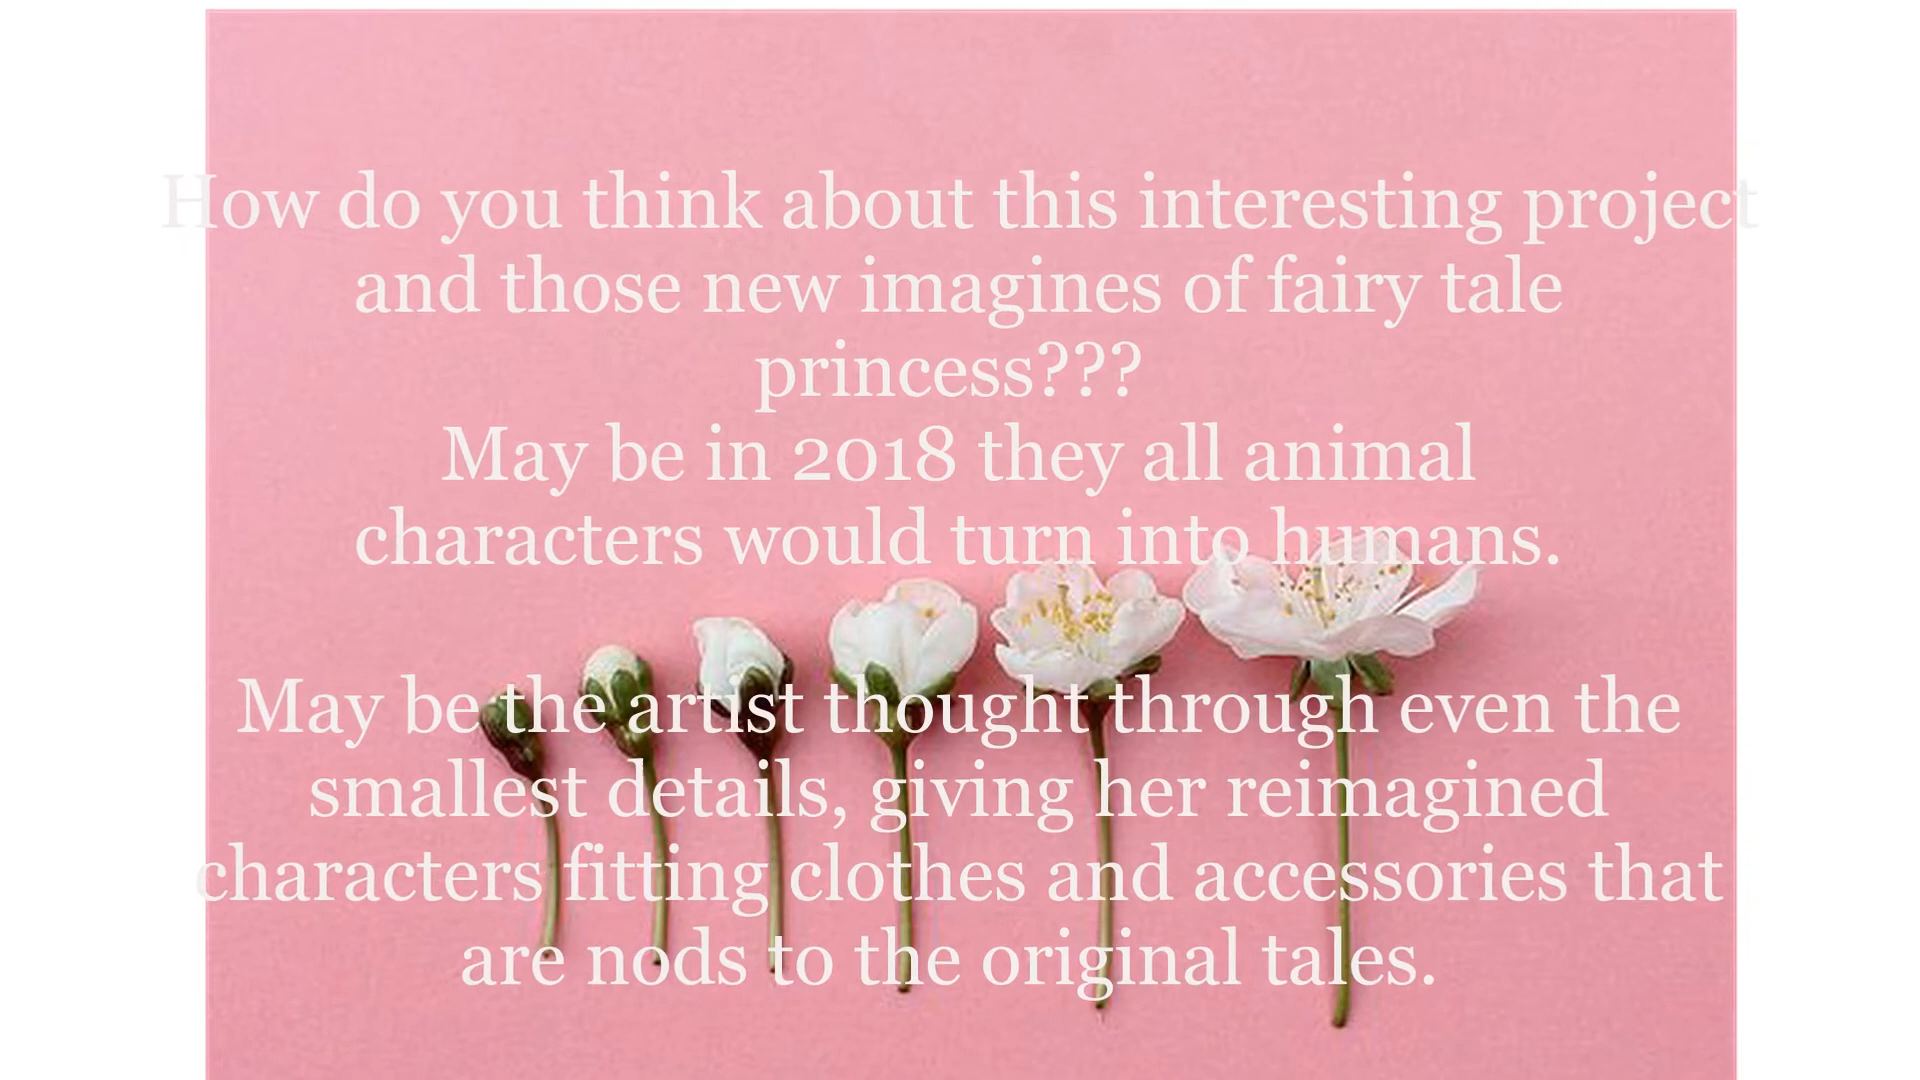 How do you think about this interesting project
and those new imagines of fairy tale
princess???
May be in 2018 they all animal
characters would turn into humans.
May be the artist thought through even the
smallest details, giving her reimagined
characters fitting clothes and accessories that
are nods to the original tales.